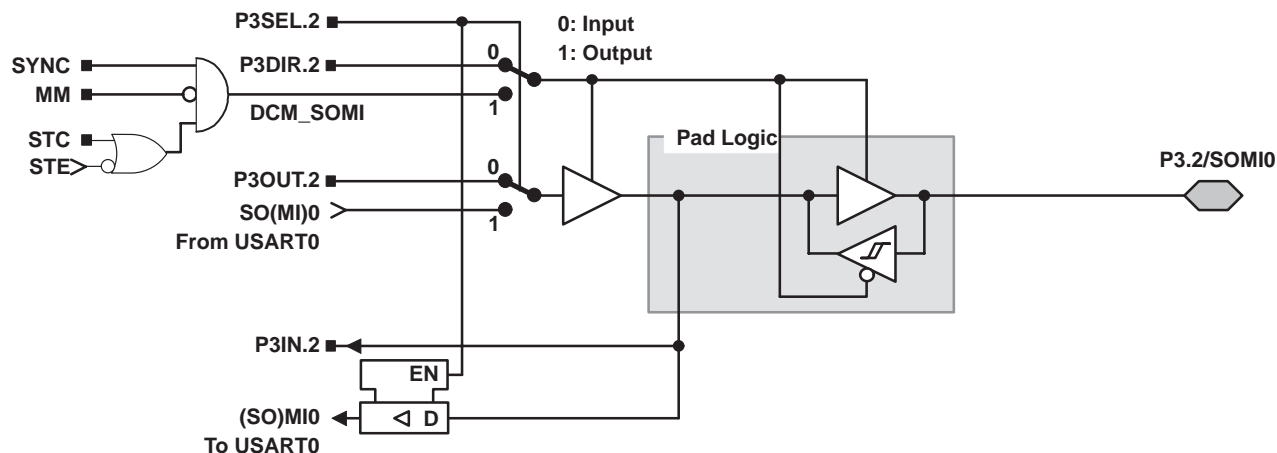 P3SEL.2
0: Input
1: Output
SYNC
P3DIR.2
0
MM
1
DCM_SOMI
STC
STE
Pad Logic
P3.2/SOMI0
P3OUT.2
0
SO(MI)0
1
From USART0
P3IN.2
EN
(SO)MI0
D
To USART0